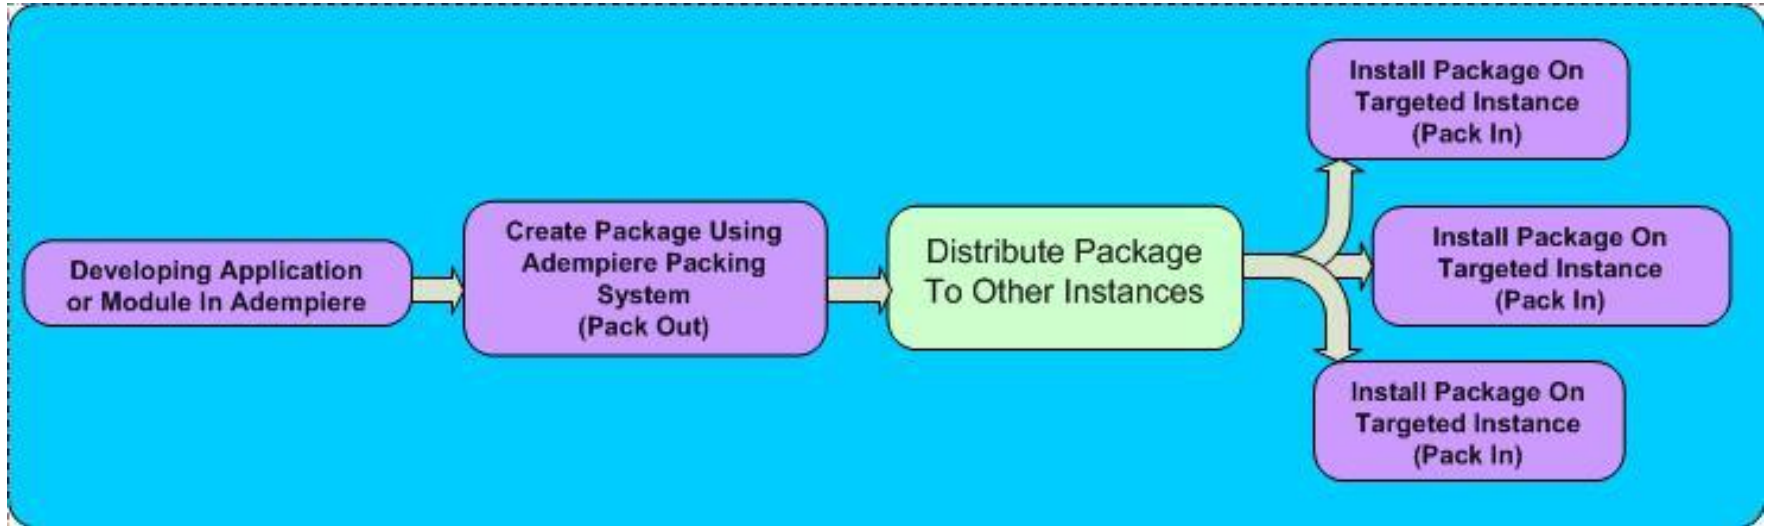 Developing Application
or Module In Adempiere
Create Package Using
Adempiere Packing
System
(Pack Out)
Distribute Package
To Other Instances
Install Package On
Targeted Instance
(Pack In)
Install Package On
Targeted Instance
(Pack In)
Install Package On
Targeted Instance
(Pack In)